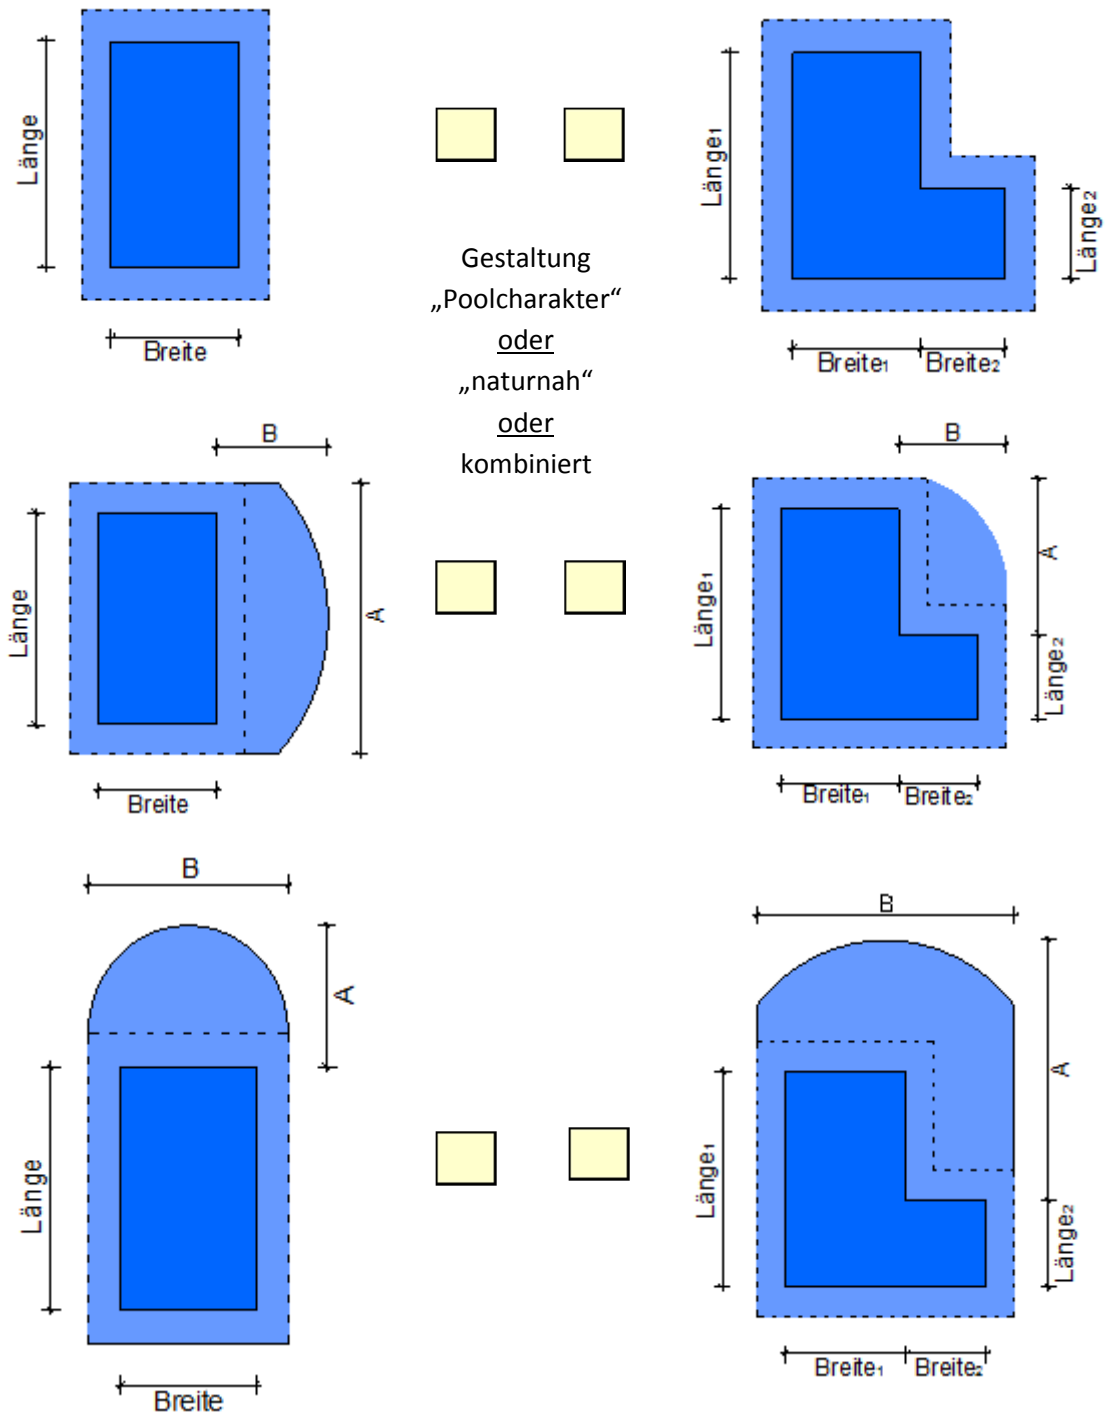 Länge
Breite
Gestaltung
„Poolcharakter“
oder
„naturnah“
oder
kombiniert
Länge₁
Länge₂
Breite₁
Breite₂
B
Länge
A
Breite
B
Länge₁
A
Länge₂
Breite₁
Breite₂
B
A
Länge
Breite
B
A
Länge₁
Länge₂
Breite₁
Breite₂